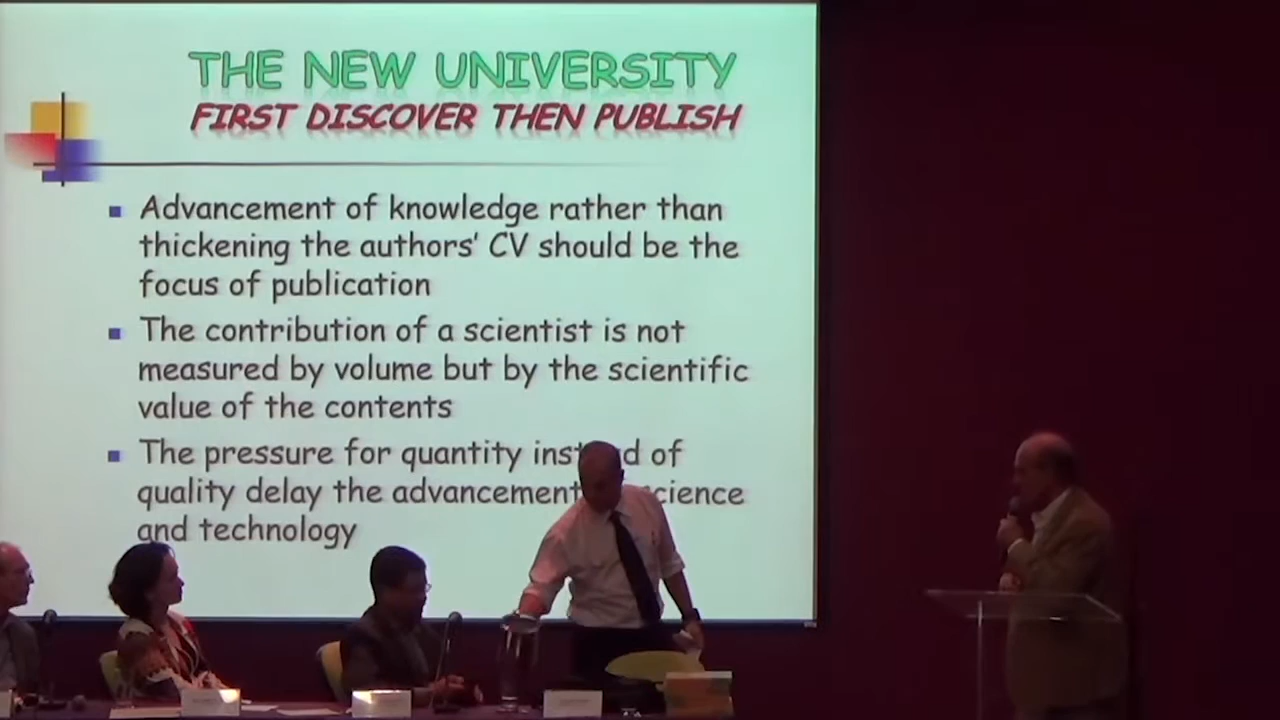 THE NEW UNIVERSITY
FIRST DISCOVER THEN PUBLISH
Advancement of knowledge rather than
thickening the authors' CV should be the
focus of publication
The contribution of a scientist is not
measured by volume but by the scientific
value of the contents
The pressure for quantity of
quality delay the advancement
and technology